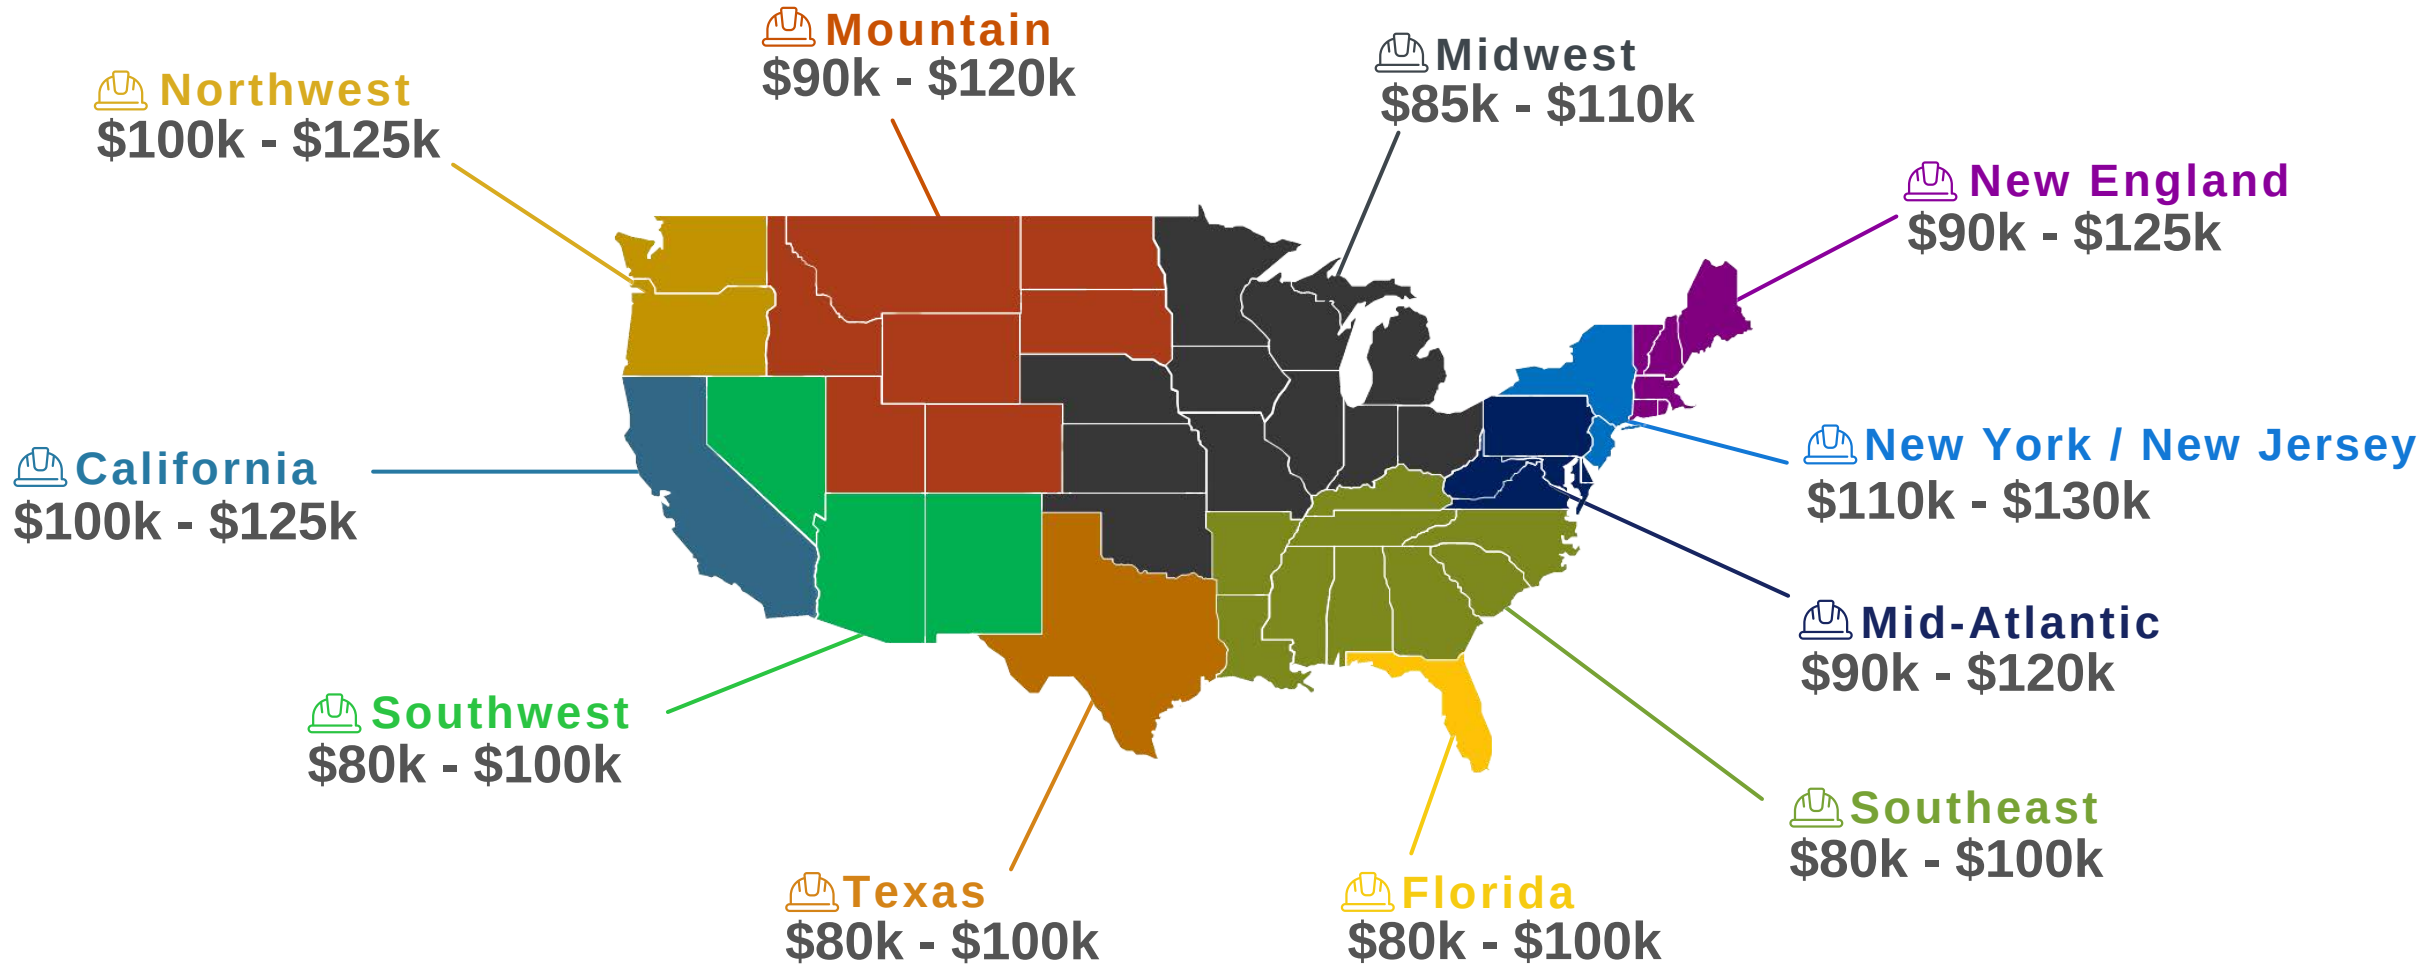 Mountain
$90k - $120k
Midwest
$85k - $110k
Northwest
$100k - $125k
New England
$90k - $125k
California
$100k - $125k
New York / New Jersey
$110k - $130k
Mid-Atlantic
$90k - $120k
Southwest
$80k - $100k
Southeast
$80k - $100k
Texas
$80k - $100k
Florida
$80k - $100k